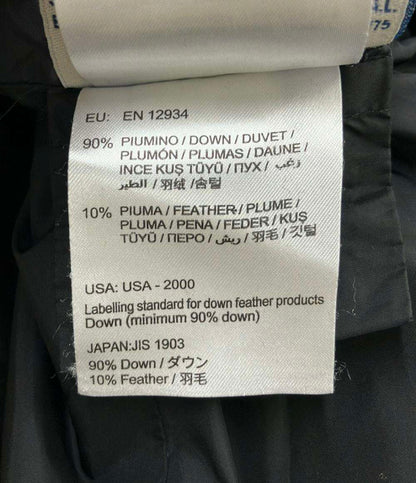 .L.
75
EU: EN 12934
90% PIUMINO / DOWN / DUVET /
PLUMÓN / PLUMAS / DAUNE /
INCE KUŞ TÜYÜ / ПУХ / زغب /
الطير / 羽绒 / 솜털
10% PIUMA / FEATHER / PLUME /
PLUMA / PENA / FEDER / KUŞ
TÜYÜ / ПЕРО / ريش / 羽毛 / 깃털
USA: USA - 2000
Labelling standard for down feather products
Down (minimum 90% down)
JAPAN:JIS 1903
90% Down / ダウン
10% Feather / 羽毛